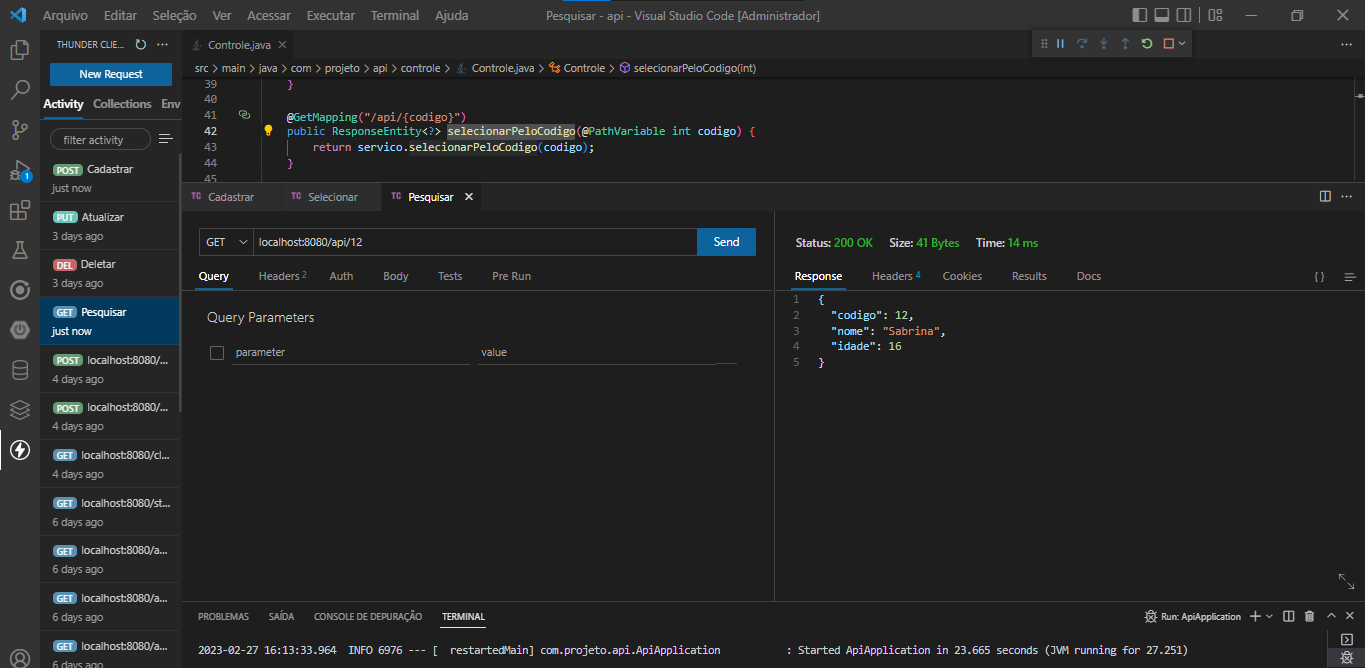 Arquivo Editar Seleção Ver Acessar Executar Terminal Ajuda Pesquisar - api - Visual Studio Code [Administrador]
THUNDER CLIE... ···
New Request
Activity Collections Env
filter activity
POST Cadastrar
just now
PUT Atualizar
3 days ago
DEL Deletar
3 days ago
GET Pesquisar
just now
POST localhost:8080/...
4 days ago
POST localhost:8080/...
4 days ago
GET localhost:8080/cl...
4 days ago
GET localhost:8080/st...
6 days ago
GET localhost:8080/a...
6 days ago
GET localhost:8080/a...
6 days ago
GET localhost:8080/a...
6 days ago
1
Controle.java
src > main > java > com > projeto > api > controle > Controle.java > Controle > selecionarPeloCodigo(int)
39 }
40
41 @GetMapping("/api/{codigo}")
42 public ResponseEntity<?> selecionarPeloCodigo(@PathVariable int codigo) {
43 return servico.selecionarPeloCodigo(codigo);
44 }
45
TC Cadastrar TC Selecionar TC Pesquisar
GET localhost:8080/api/12 Send
Query Headers 2 Auth Body Tests Pre Run
Query Parameters
parameter value
Status: 200 OK Size: 41 Bytes Time: 14 ms
Response Headers 4 Cookies Results Docs {}
1 {
2 "codigo": 12,
3 "nome": "Sabrina",
4 "idade": 16
5 }
PROBLEMAS SAÍDA CONSOLE DE DEPURAÇÃO TERMINAL Run: ApiApplication
2023-02-27 16:13:33.964 INFO 6976 --- [ restartedMain] com.projeto.api.ApiApplication : Started ApiApplication in 23.665 seconds (JVM running for 27.251)